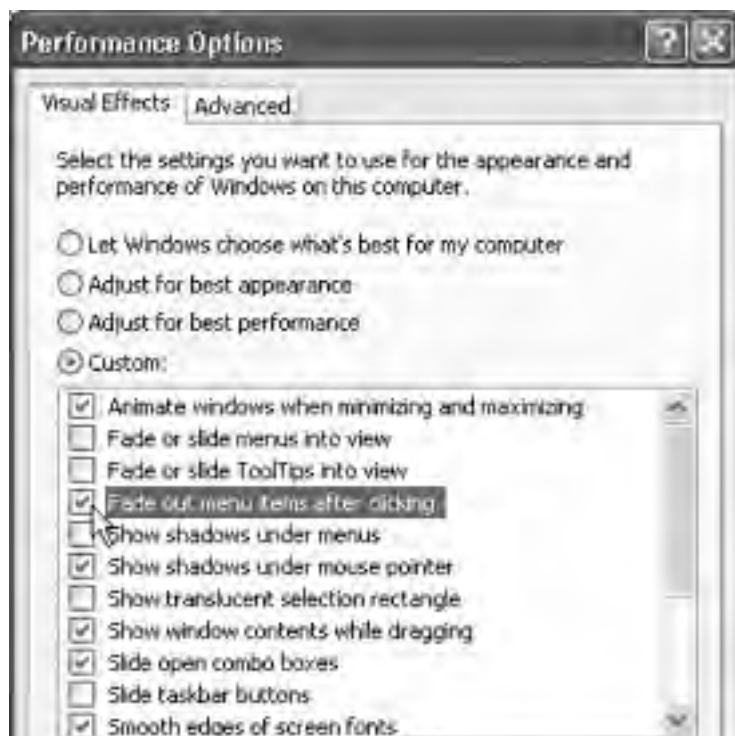 Performance Options
Visual Effects
Advanced
Select the settings you want to use for the appearance and
performance of Windows on this computer.
Let Windows choose what's best for my computer
Adjust for best appearance
Adjust for best performance
Custom:
Animate windows when minimizing and maximizing
Fade or slide menus into view
Fade or slide ToolTips into view
Fade out menu items after clicking
Show shadows under menus
Show shadows under mouse pointer
Show translucent selection rectangle
Show window contents while dragging
Slide open combo boxes
Slide taskbar buttons
Smooth edges of screen fonts